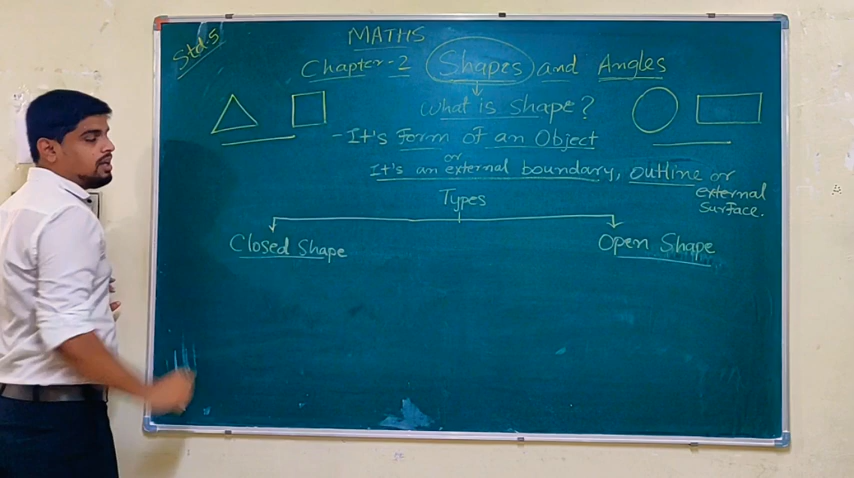 Std.5
MATHS
Chapter-2 Shapes and Angles
What is Shape?
- It's Form of an Object
or
It's an external boundary, outline or
external
surface.
Types
Closed Shape
Open Shape